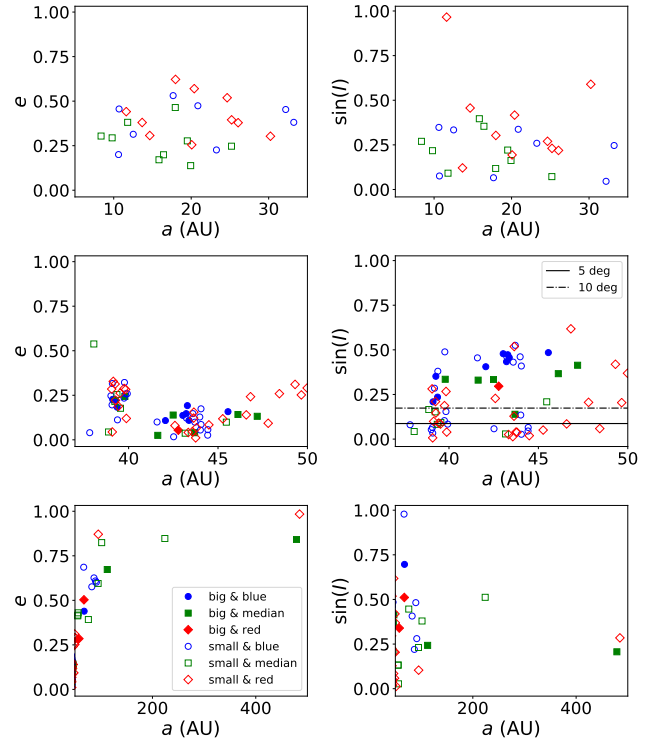 1.00
0.75
0.50
0.25
0.00
e
10 20 30
a (AU)
1.00
0.75
0.50
0.25
0.00
sin(I)
10 20 30
a (AU)
1.00
0.75
0.50
0.25
0.00
e
40 45 50
a (AU)
1.00
0.75
0.50
0.25
0.00
sin(I)
5 deg
10 deg
40 45 50
a (AU)
1.00
0.75
0.50
0.25
0.00
e
big & blue
big & median
big & red
small & blue
small & median
small & red
200 400
a (AU)
1.00
0.75
0.50
0.25
0.00
sin(I)
200 400
a (AU)